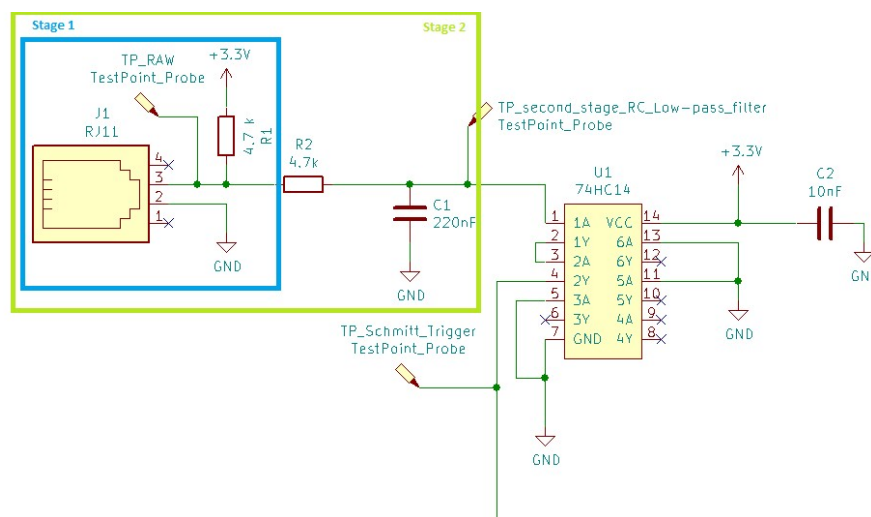 Stage 1
Stage 2
TP_RAW
TestPoint_Probe
+3.3V
J1
RJ11
4.7 k
R1
R2
4.7k
4
3
2
1
GND
C1
220nF
GND
TP_second_stage_RC_Low-pass_filter
TestPoint_Probe
U1
74HC14
+3.3V
C2
10nF
1 1A VCC 14
2 1Y 6A 13
3 2A 6Y 12
4 2Y 5A 11
5 3A 5Y 10
6 3Y 4A 9
7 GND 4Y 8
GND
GND
GND
TP_Schmitt_Trigger
TestPoint_Probe